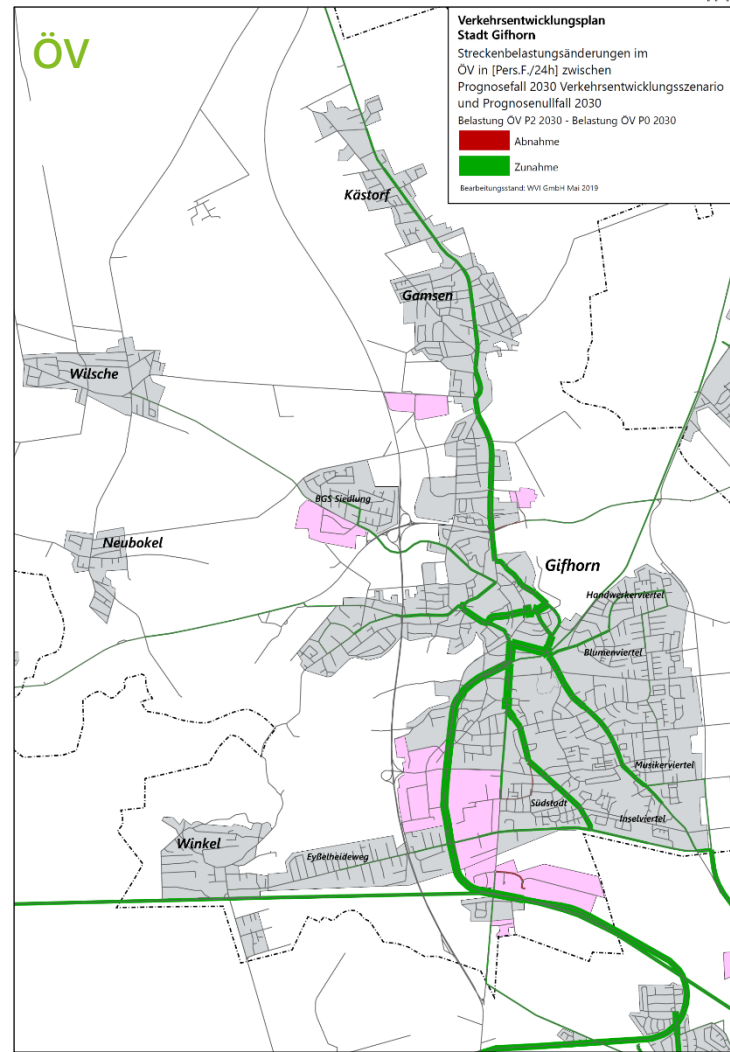 ÖV
Verkehrsentwicklungsplan
Stadt Gifhorn
Streckenbelastungsänderungen im
ÖV in [Pers.F./24h] zwischen
Prognosefall 2030 Verkehrsentwicklungsszenario
und Prognosenullfall 2030
Belastung ÖV P2 2030 - Belastung ÖV P0 2030
Abnahme
Zunahme
Bearbeitungsstand: WVI GmbH Mai 2019
Kästorf
Gamsen
Wilsche
BGS Siedlung
Neubokel
Gifhorn
Handwerkerviertel
Blumenviertel
Musikerviertel
Südstadt
Inselviertel
Winkel
Eyßelheideweg